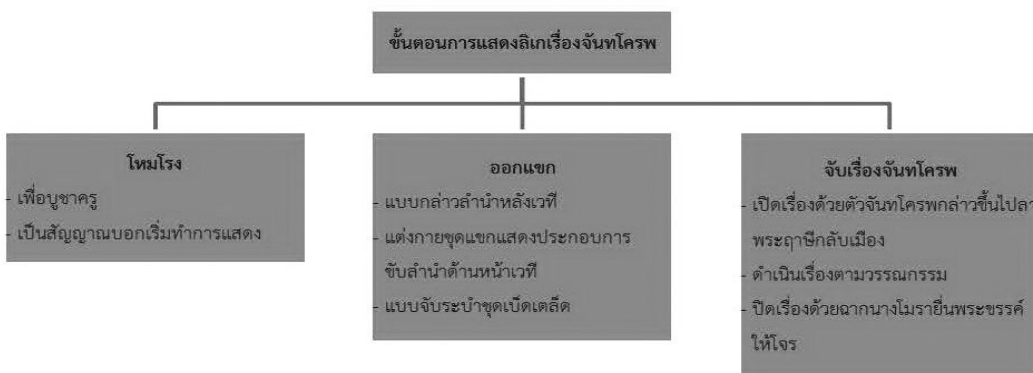 ขั้นตอนการแสดงลิเกเรื่องจันทโครพ
โหมโรง
- เพื่อบูชาครู
- เป็นสัญญาณบอกเริ่มทำการแสดง
ออกแขก
- แบบกล่าวลำนำหลังเวที
- แต่งกายชุดแขกแสดงประกอบการ
ขับลำนำด้านหน้าเวที
- แบบจับระบำชุดเบ็ดเตล็ด
จับเรื่องจันทโครพ
- เปิดเรื่องด้วยตัวจันทโครพกล่าวขึ้นไปลา
พระฤาษีกลับเมือง
- ดำเนินเรื่องตามวรรณกรรม
- ปิดเรื่องด้วยฉากนางโมรายื่นพระขรรค์
ให้โจร